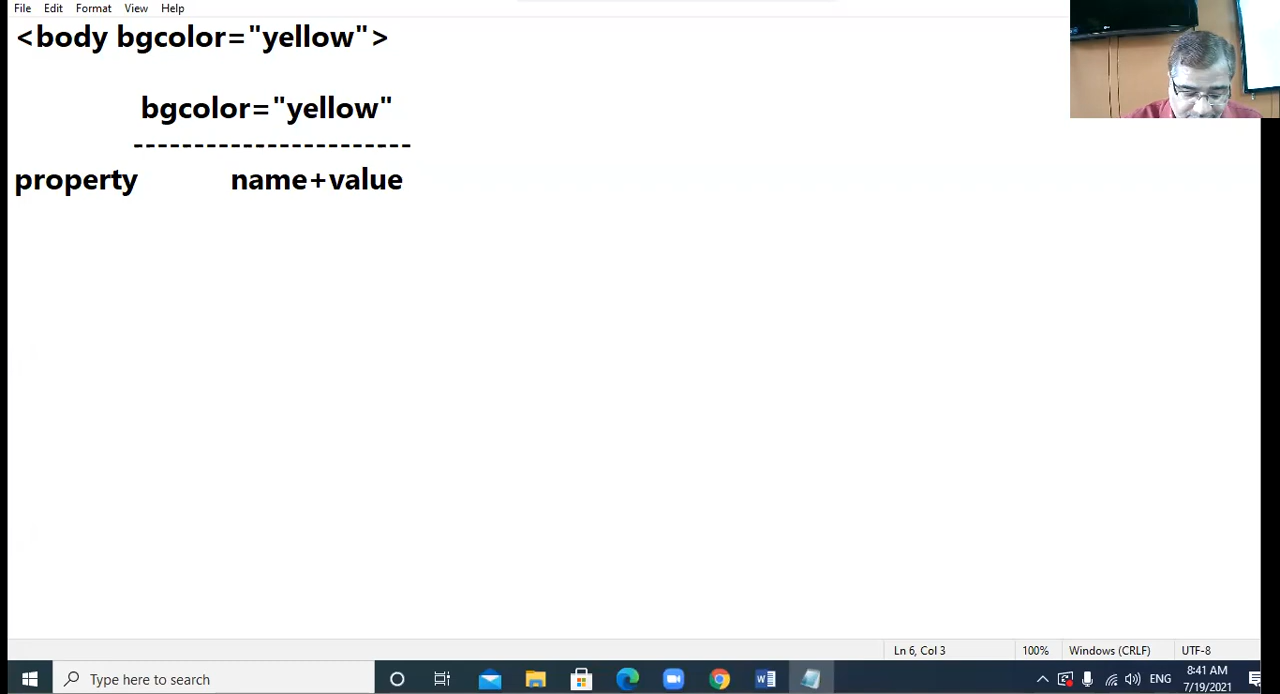 File Edit Format View Help
<body bgcolor="yellow">
bgcolor="yellow"
-----------------------
property name+value
Ln 6, Col 3 100% Windows (CRLF) UTF-8
Type here to search
ENG
8:41 AM
7/19/2021